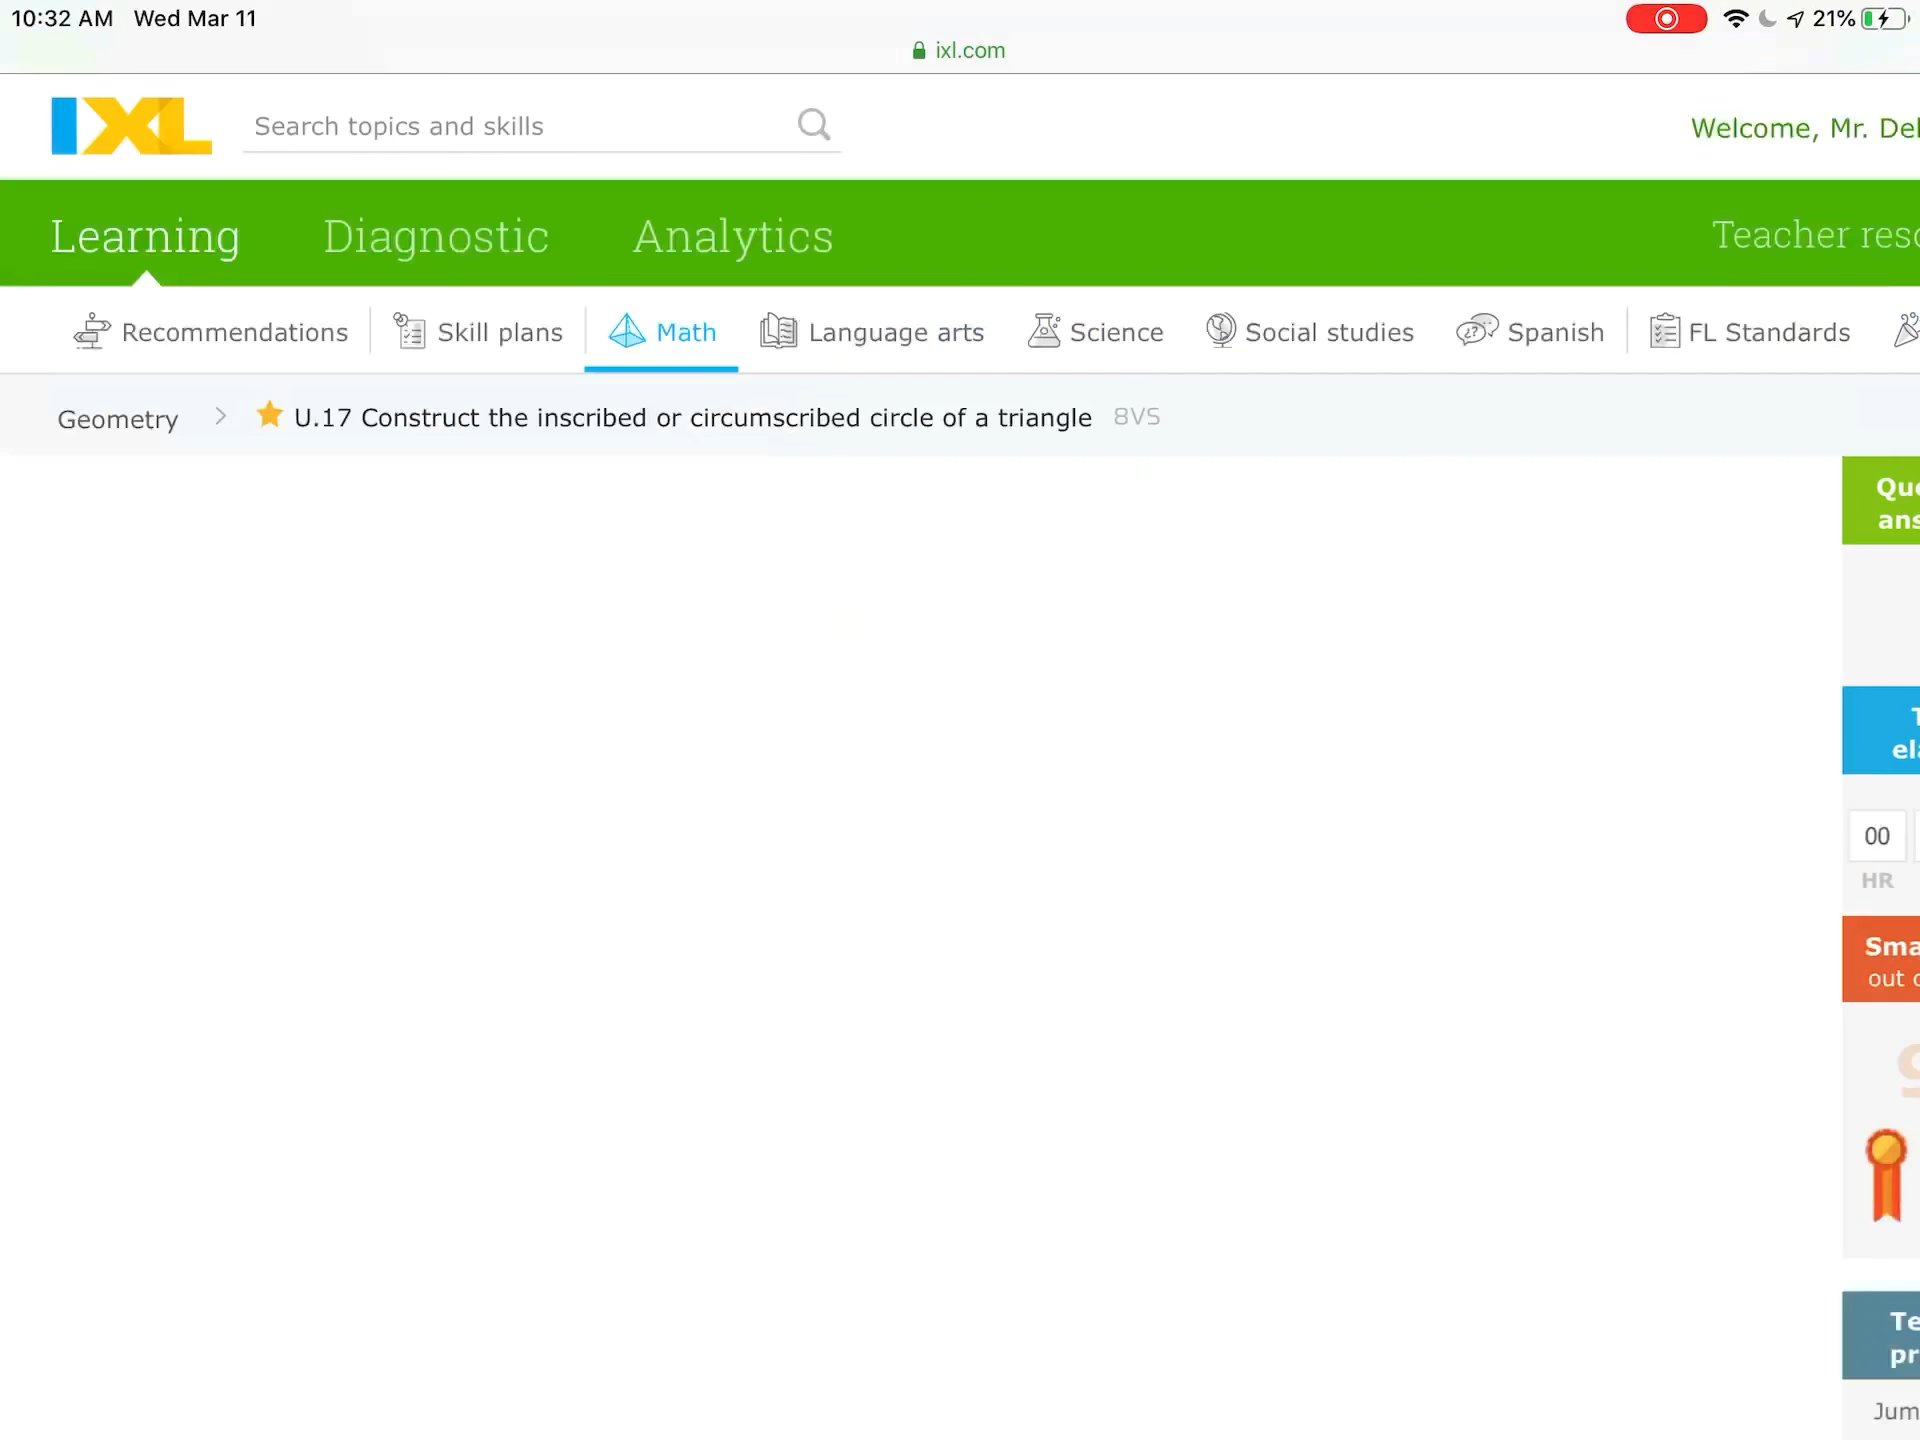 10:32 AM Wed Mar 11
21%
ixl.com
IXL
Search topics and skills
Welcome, Mr.
Learning Diagnostic Analytics
Teacher
Recommendations Skill plans Math Language arts Science Social studies Spanish FL Standards
Geometry > U.17 Construct the inscribed or circumscribed circle of a triangle 8VS
00
HR
out